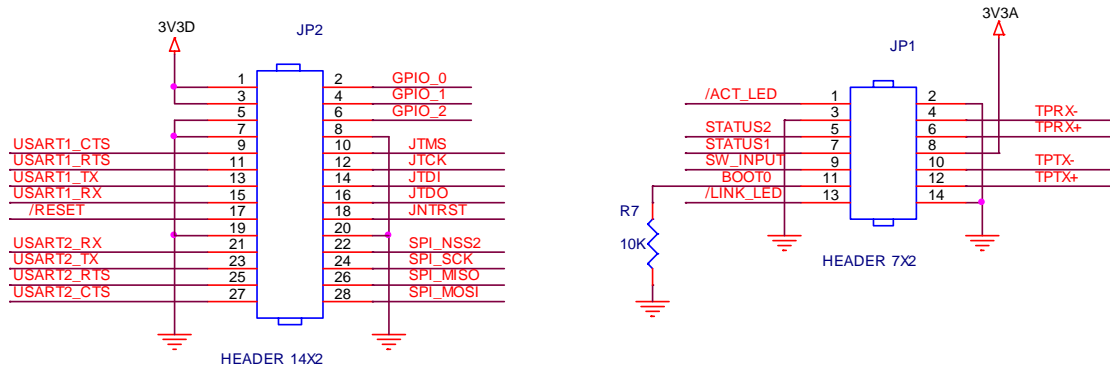 3V3D
JP2
1 2 GPIO_0
3 4 GPIO_1
5 6 GPIO_2
7 8
USART1_CTS 9 10 JTMS
USART1_RTS 11 12 JTCK
USART1_TX 13 14 JTDI
USART1_RX 15 16 JTDO
/RESET 17 18 JNTRST
19 20
USART2_RX 21 22 SPI_NSS2
USART2_TX 23 24 SPI_SCK
USART2_RTS 25 26 SPI_MISO
USART2_CTS 27 28 SPI_MOSI
HEADER 14X2
3V3A
JP1
/ACT_LED 1 2
3 4 TPRX-
STATUS2 5 6 TPRX+
STATUS1 7 8
SW_INPUT 9 10 TPTX-
BOOT0 11 12 TPTX+
/LINK_LED 13 14
R7
10K
HEADER 7X2